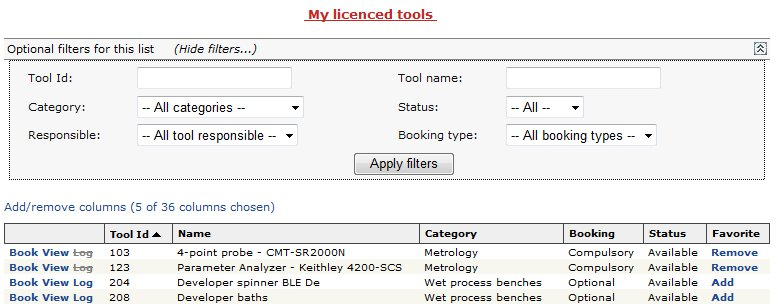 My licenced tools
Optional filters for this list (Hide filters...)
Tool Id: Tool name:
Category: -- All categories -- Status: -- All --
Responsible: -- All tool responsible -- Booking type: -- All booking types --
Apply filters
Add/remove columns (5 of 36 columns chosen)
Tool Id Name Category Booking Status Favorite
Book View Log 103 4-point probe - CMT-SR2000N Metrology Compulsory Available Remove
Book View Log 123 Parameter Analyzer - Keithley 4200-SCS Metrology Compulsory Available Remove
Book View Log 204 Developer spinner BLE De Wet process benches Optional Available Add
Book View Log 208 Developer baths Wet process benches Optional Available Add